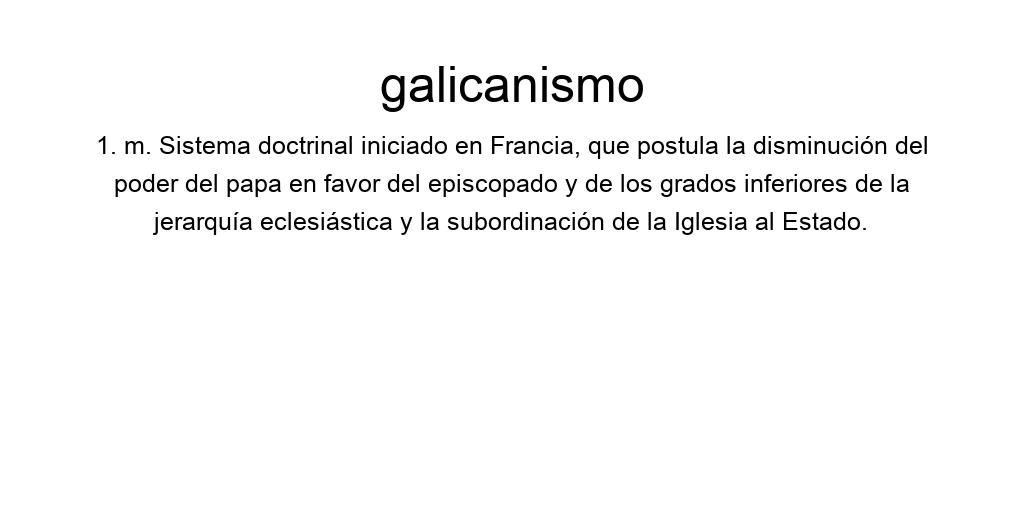 galicanismo
1. m. Sistema doctrinal iniciado en Francia, que postula la disminución del
poder del papa en favor del episcopado y de los grados inferiores de la
jerarquía eclesiástica y la subordinación de la Iglesia al Estado.